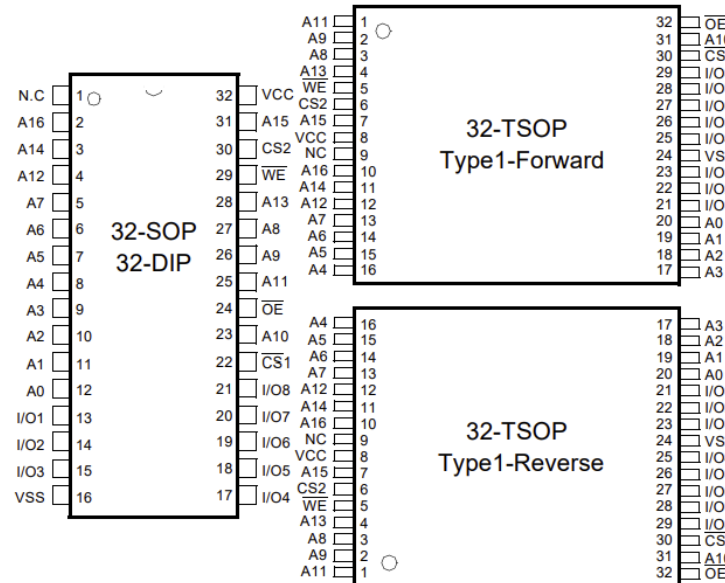 N.C 1 32 VCC
A16 2 31 A15
A14 3 30 CS2
A12 4 29 W̅E̅
A7 5 28 A13
A6 6 27 A8
A5 7 26 A9
A4 8 25 A11
A3 9 24 O̅E̅
A2 10 23 A10
A1 11 22 C̅S̅1
A0 12 21 I/O8
I/O1 13 20 I/O7
I/O2 14 19 I/O6
I/O3 15 18 I/O5
VSS 16 17 I/O4
32-SOP
32-DIP
A11 1 32 O̅E̅
A9 2 31 A10
A8 3 30 C̅S̅
A13 4 29 I/O
W̅E̅ 5 28 I/O
CS2 6 27 I/O
A15 7 26 I/O
VCC 8 25 I/O
NC 9 24 VS
A16 10 23 I/O
A14 11 22 I/O
A12 12 21 I/O
A7 13 20 A0
A6 14 19 A1
A5 15 18 A2
A4 16 17 A3
32-TSOP
Type1-Forward
A4 16 17 A3
A5 15 18 A2
A6 14 19 A1
A7 13 20 A0
A12 12 21 I/O
A14 11 22 I/O
A16 10 23 I/O
NC 9 24 VS
VCC 8 25 I/O
A15 7 26 I/O
CS2 6 27 I/O
W̅E̅ 5 28 I/O
A13 4 29 I/O
A8 3 30 C̅S̅
A9 2 31 A10
A11 1 32 O̅E̅
32-TSOP
Type1-Reverse